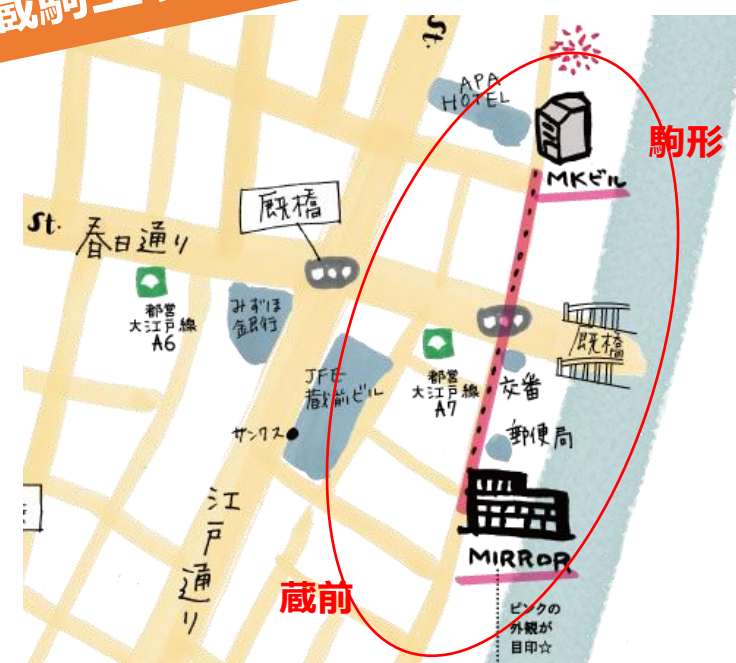 蔵駒
St.
APA
HOTEL
駒形
MKビル
厩橋
St.
春日通り
都営
大江戸線
A6
みずほ
銀行
厩橋
JFE
蔵前ビル
都営
大江戸線
A7
交番
サンクス
郵便局
江戸通り
MIRROR
蔵前
ピンクの
外観が
目印☆